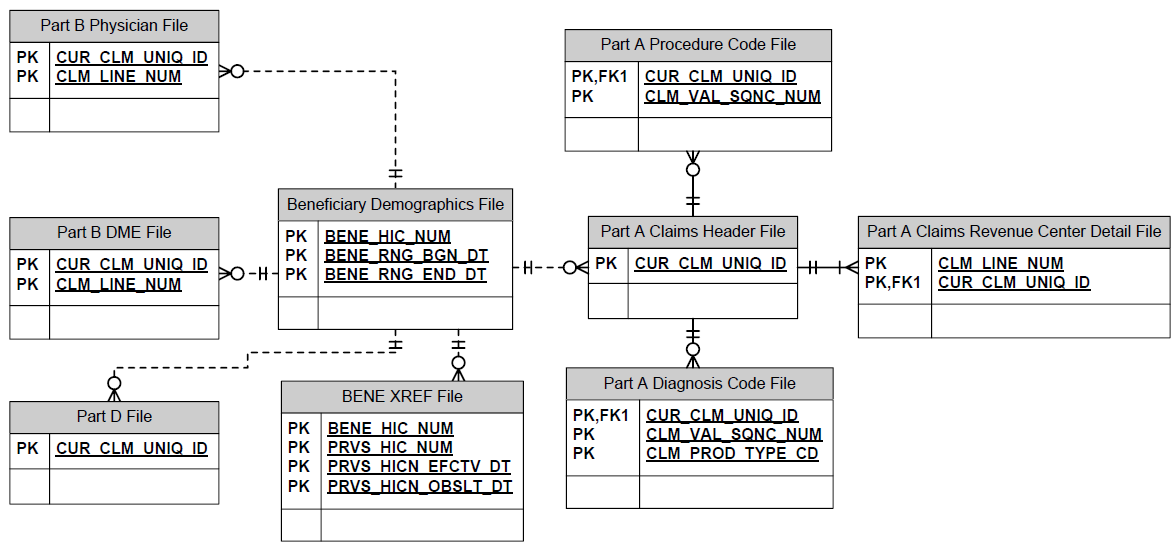 Part B Physician File
PK CUR_CLM_UNIQ_ID
PK CLM_LINE_NUM
Part A Procedure Code File
PK,FK1 CUR_CLM_UNIQ_ID
PK CLM_VAL_SQNC_NUM
Part B DME File
PK CUR_CLM_UNIQ_ID
PK CLM_LINE_NUM
Beneficiary Demographics File
PK BENE_HIC_NUM
PK BENE_RNG_BGN_DT
PK BENE_RNG_END_DT
Part A Claims Header File
PK CUR_CLM_UNIQ_ID
Part A Claims Revenue Center Detail File
PK CLM_LINE_NUM
PK,FK1 CUR_CLM_UNIQ_ID
Part D File
PK CUR_CLM_UNIQ_ID
BENE XREF File
PK BENE_HIC_NUM
PK PRVS_HIC_NUM
PK PRVS_HICN_EFCTV_DT
PK PRVS_HICN_OBSLT_DT
Part A Diagnosis Code File
PK,FK1 CUR_CLM_UNIQ_ID
PK CLM_VAL_SQNC_NUM
PK CLM_PROD_TYPE_CD